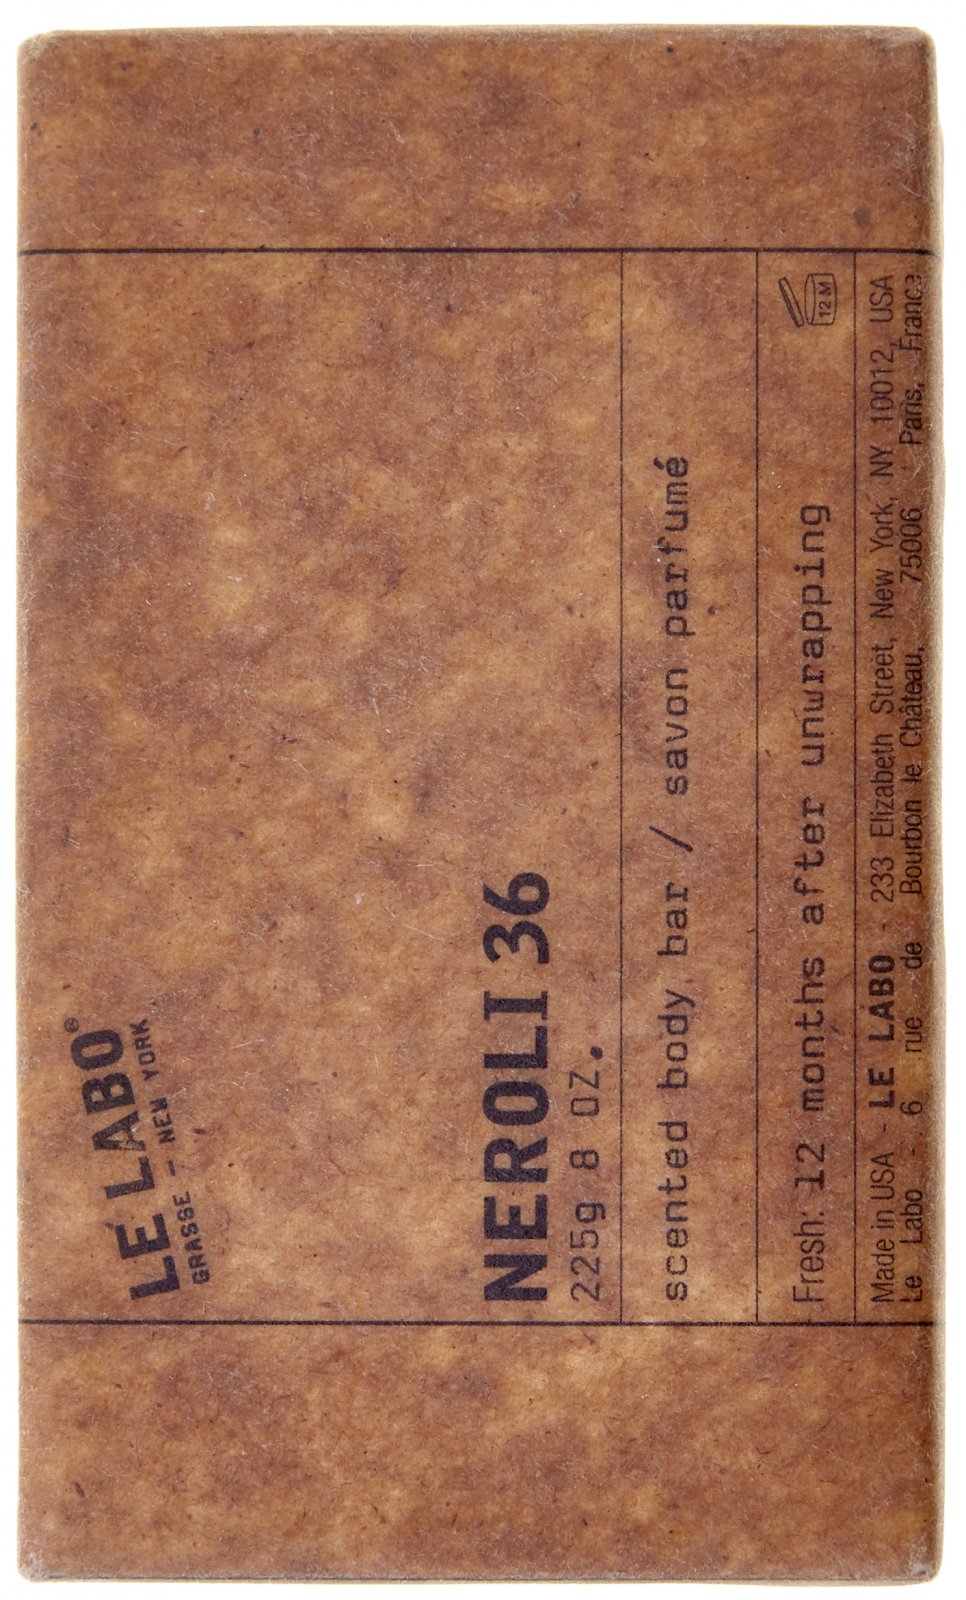 LE LABO®
GRASSE - NEW YORK
NEROLI 36
225g 8 OZ.
scented body bar / savon parfumé
Fresh: 12 months after unwrapping
12 M
Made in USA - LE LABO - 233 Elizabeth Street, New York, NY 10012, USA
Le Labo - 6 rue de Bourbon le Château, 75006 Paris, France